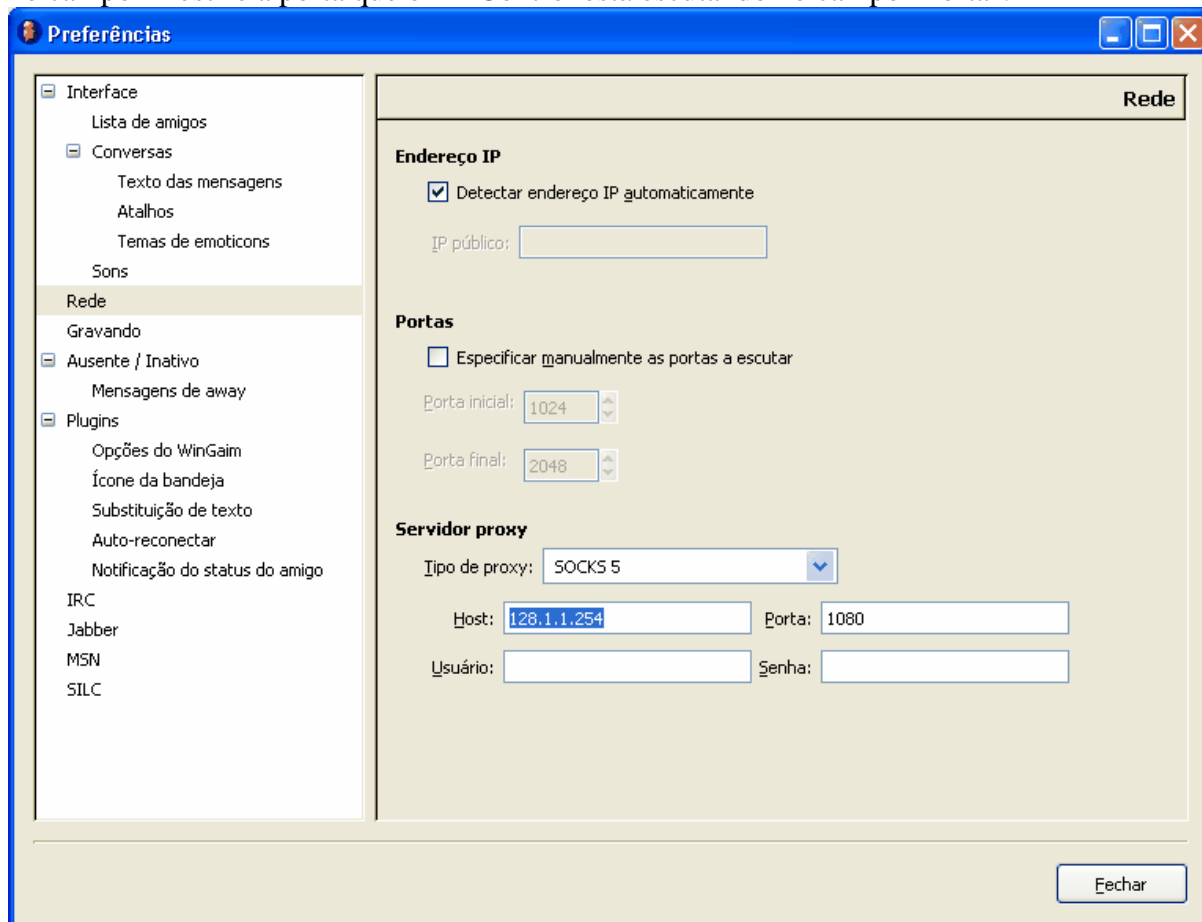 Preferências
Interface
Lista de amigos
Conversas
Texto das mensagens
Atalhos
Temas de emoticons
Sons
Rede
Gravando
Ausente / Inativo
Mensagens de away
Plugins
Opções do WinGaim
Ícone da bandeja
Substituição de texto
Auto-reconectar
Notificação do status do amigo
IRC
Jabber
MSN
SILC
Rede
Endereço IP
Detectar endereço IP automaticamente
IP público:
Portas
Especificar manualmente as portas a escutar
Porta inicial: 1024
Porta final: 2048
Servidor proxy
Tipo de proxy: SOCKS 5
Host: 128.1.1.254 Porta: 1080
Usuário: Senha:
Fechar